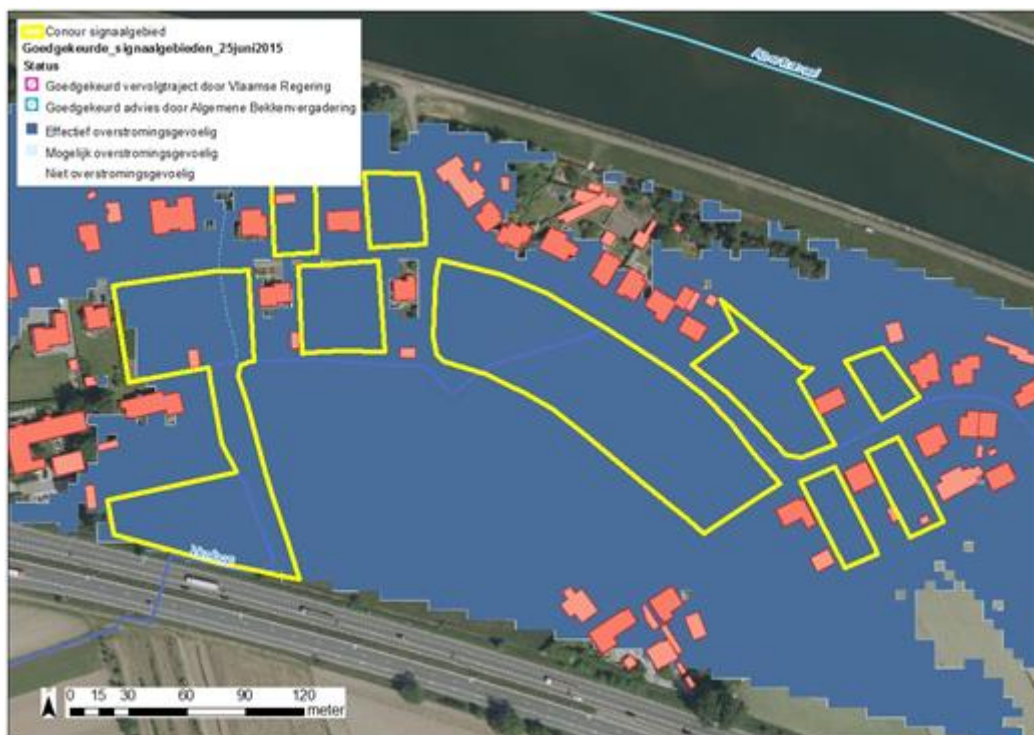 Conour signaalgebied
Goedgekeurde_signaalgebieden_25juni2015
Status
Goedgekeurd vervolgtraject door Vlaamse Regering
Goedgekeurd advies door Algemene Bekkenvergadering
Effectief overstromingsgevoelig
Mogelijk overstromingsgevoelig
Niet overstromingsgevoelig
Albertkanaal
0 15 30 60 90 120
meter